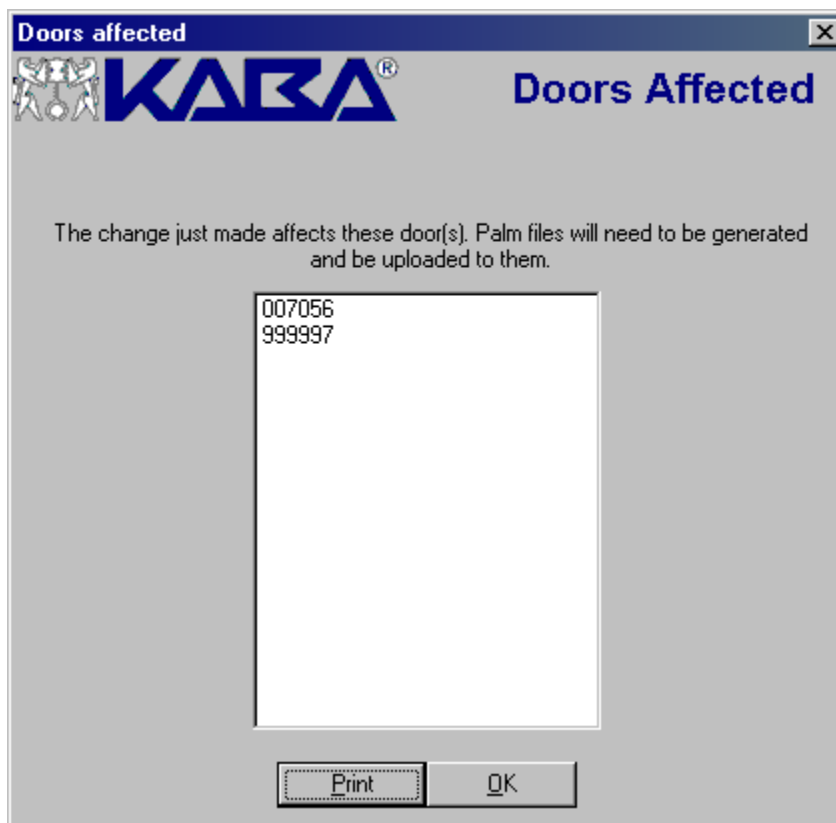 Doors affected
KABA®
Doors Affected
The change just made affects these door(s). Palm files will need to be generated
and be uploaded to them.
007056
999997
Print
OK